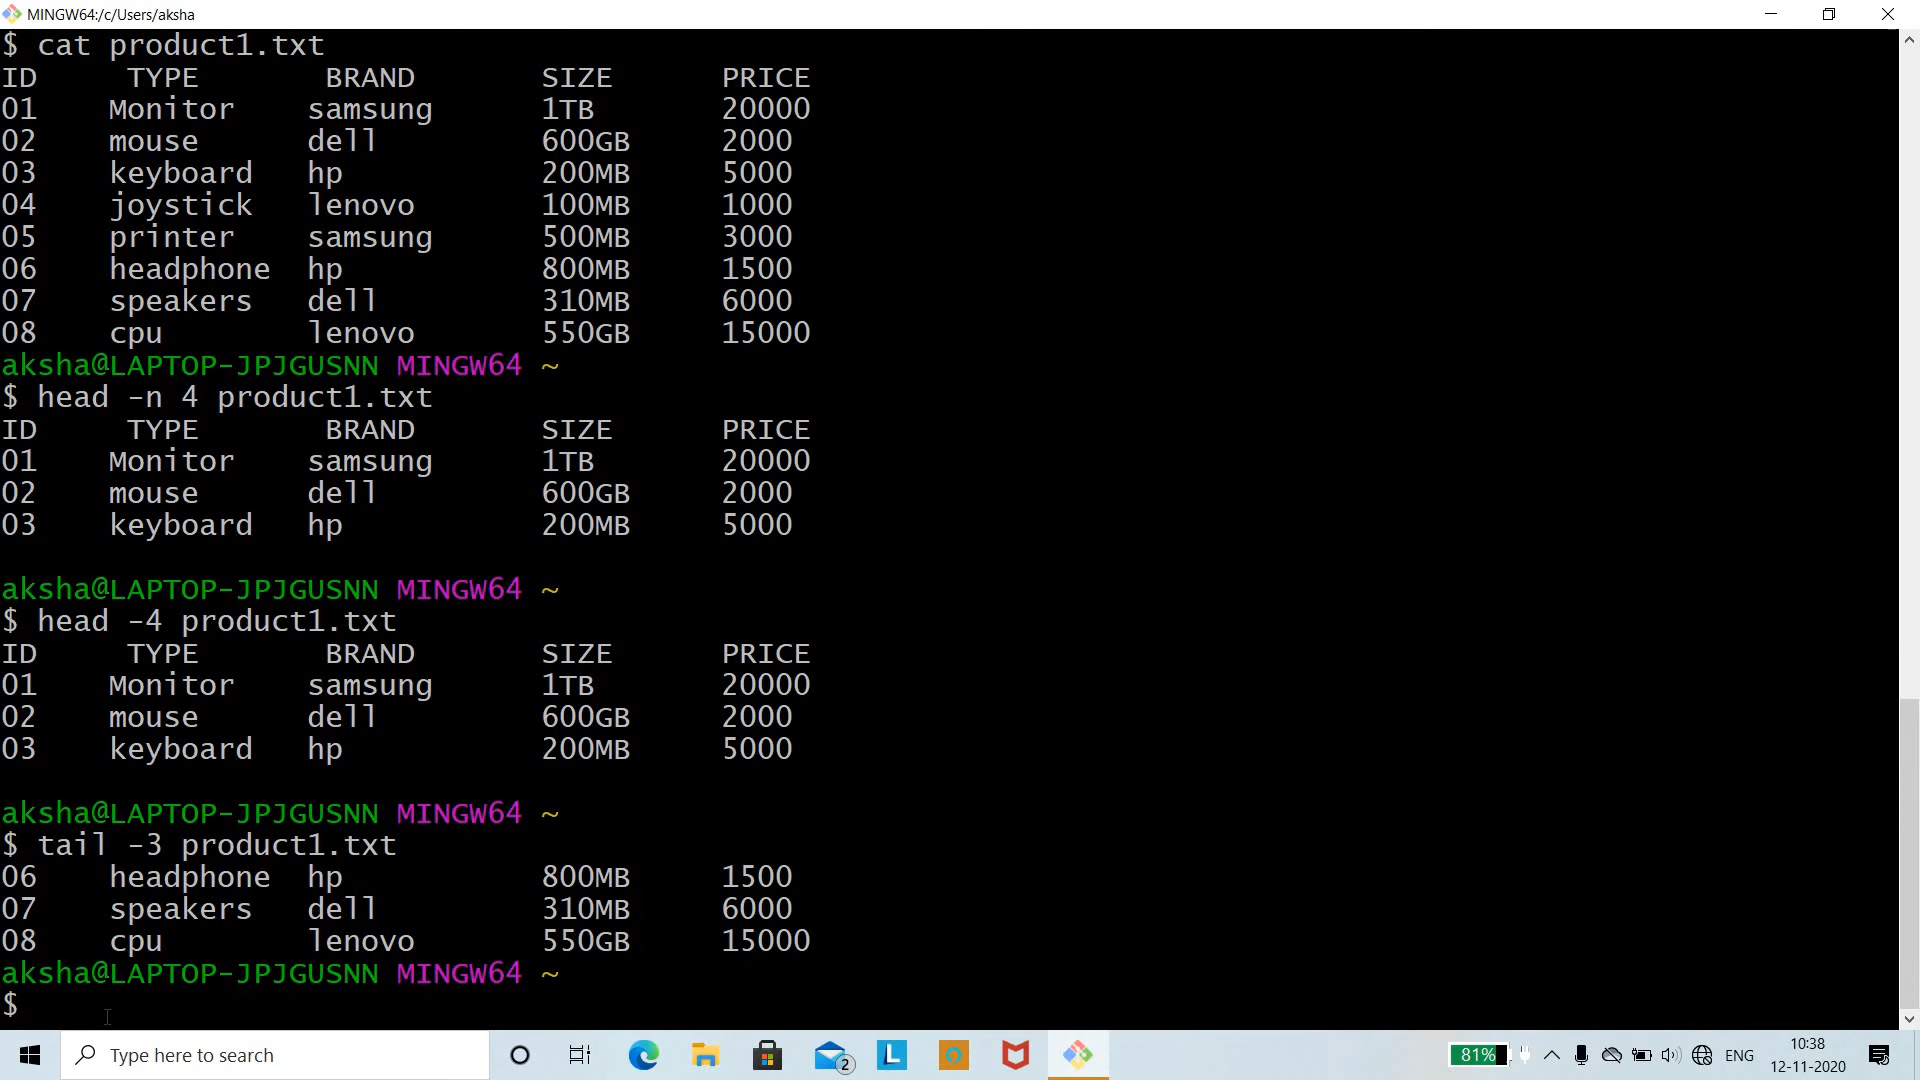 MINGW64:/c/Users/aksha
$ cat product1.txt
ID TYPE BRAND SIZE PRICE
01 Monitor samsung 1TB 20000
02 mouse dell 600GB 2000
03 keyboard hp 200MB 5000
04 joystick lenovo 100MB 1000
05 printer samsung 500MB 3000
06 headphone hp 800MB 1500
07 speakers dell 310MB 6000
08 cpu lenovo 550GB 15000
aksha@LAPTOP-JPJGUSNN MINGW64 ~
$ head -n 4 product1.txt
ID TYPE BRAND SIZE PRICE
01 Monitor samsung 1TB 20000
02 mouse dell 600GB 2000
03 keyboard hp 200MB 5000
aksha@LAPTOP-JPJGUSNN MINGW64 ~
$ head -4 product1.txt
ID TYPE BRAND SIZE PRICE
01 Monitor samsung 1TB 20000
02 mouse dell 600GB 2000
03 keyboard hp 200MB 5000
aksha@LAPTOP-JPJGUSNN MINGW64 ~
$ tail -3 product1.txt
06 headphone hp 800MB 1500
07 speakers dell 310MB 6000
08 cpu lenovo 550GB 15000
aksha@LAPTOP-JPJGUSNN MINGW64 ~
$
Type here to search
2
L
81%
ENG
10:38
12-11-2020